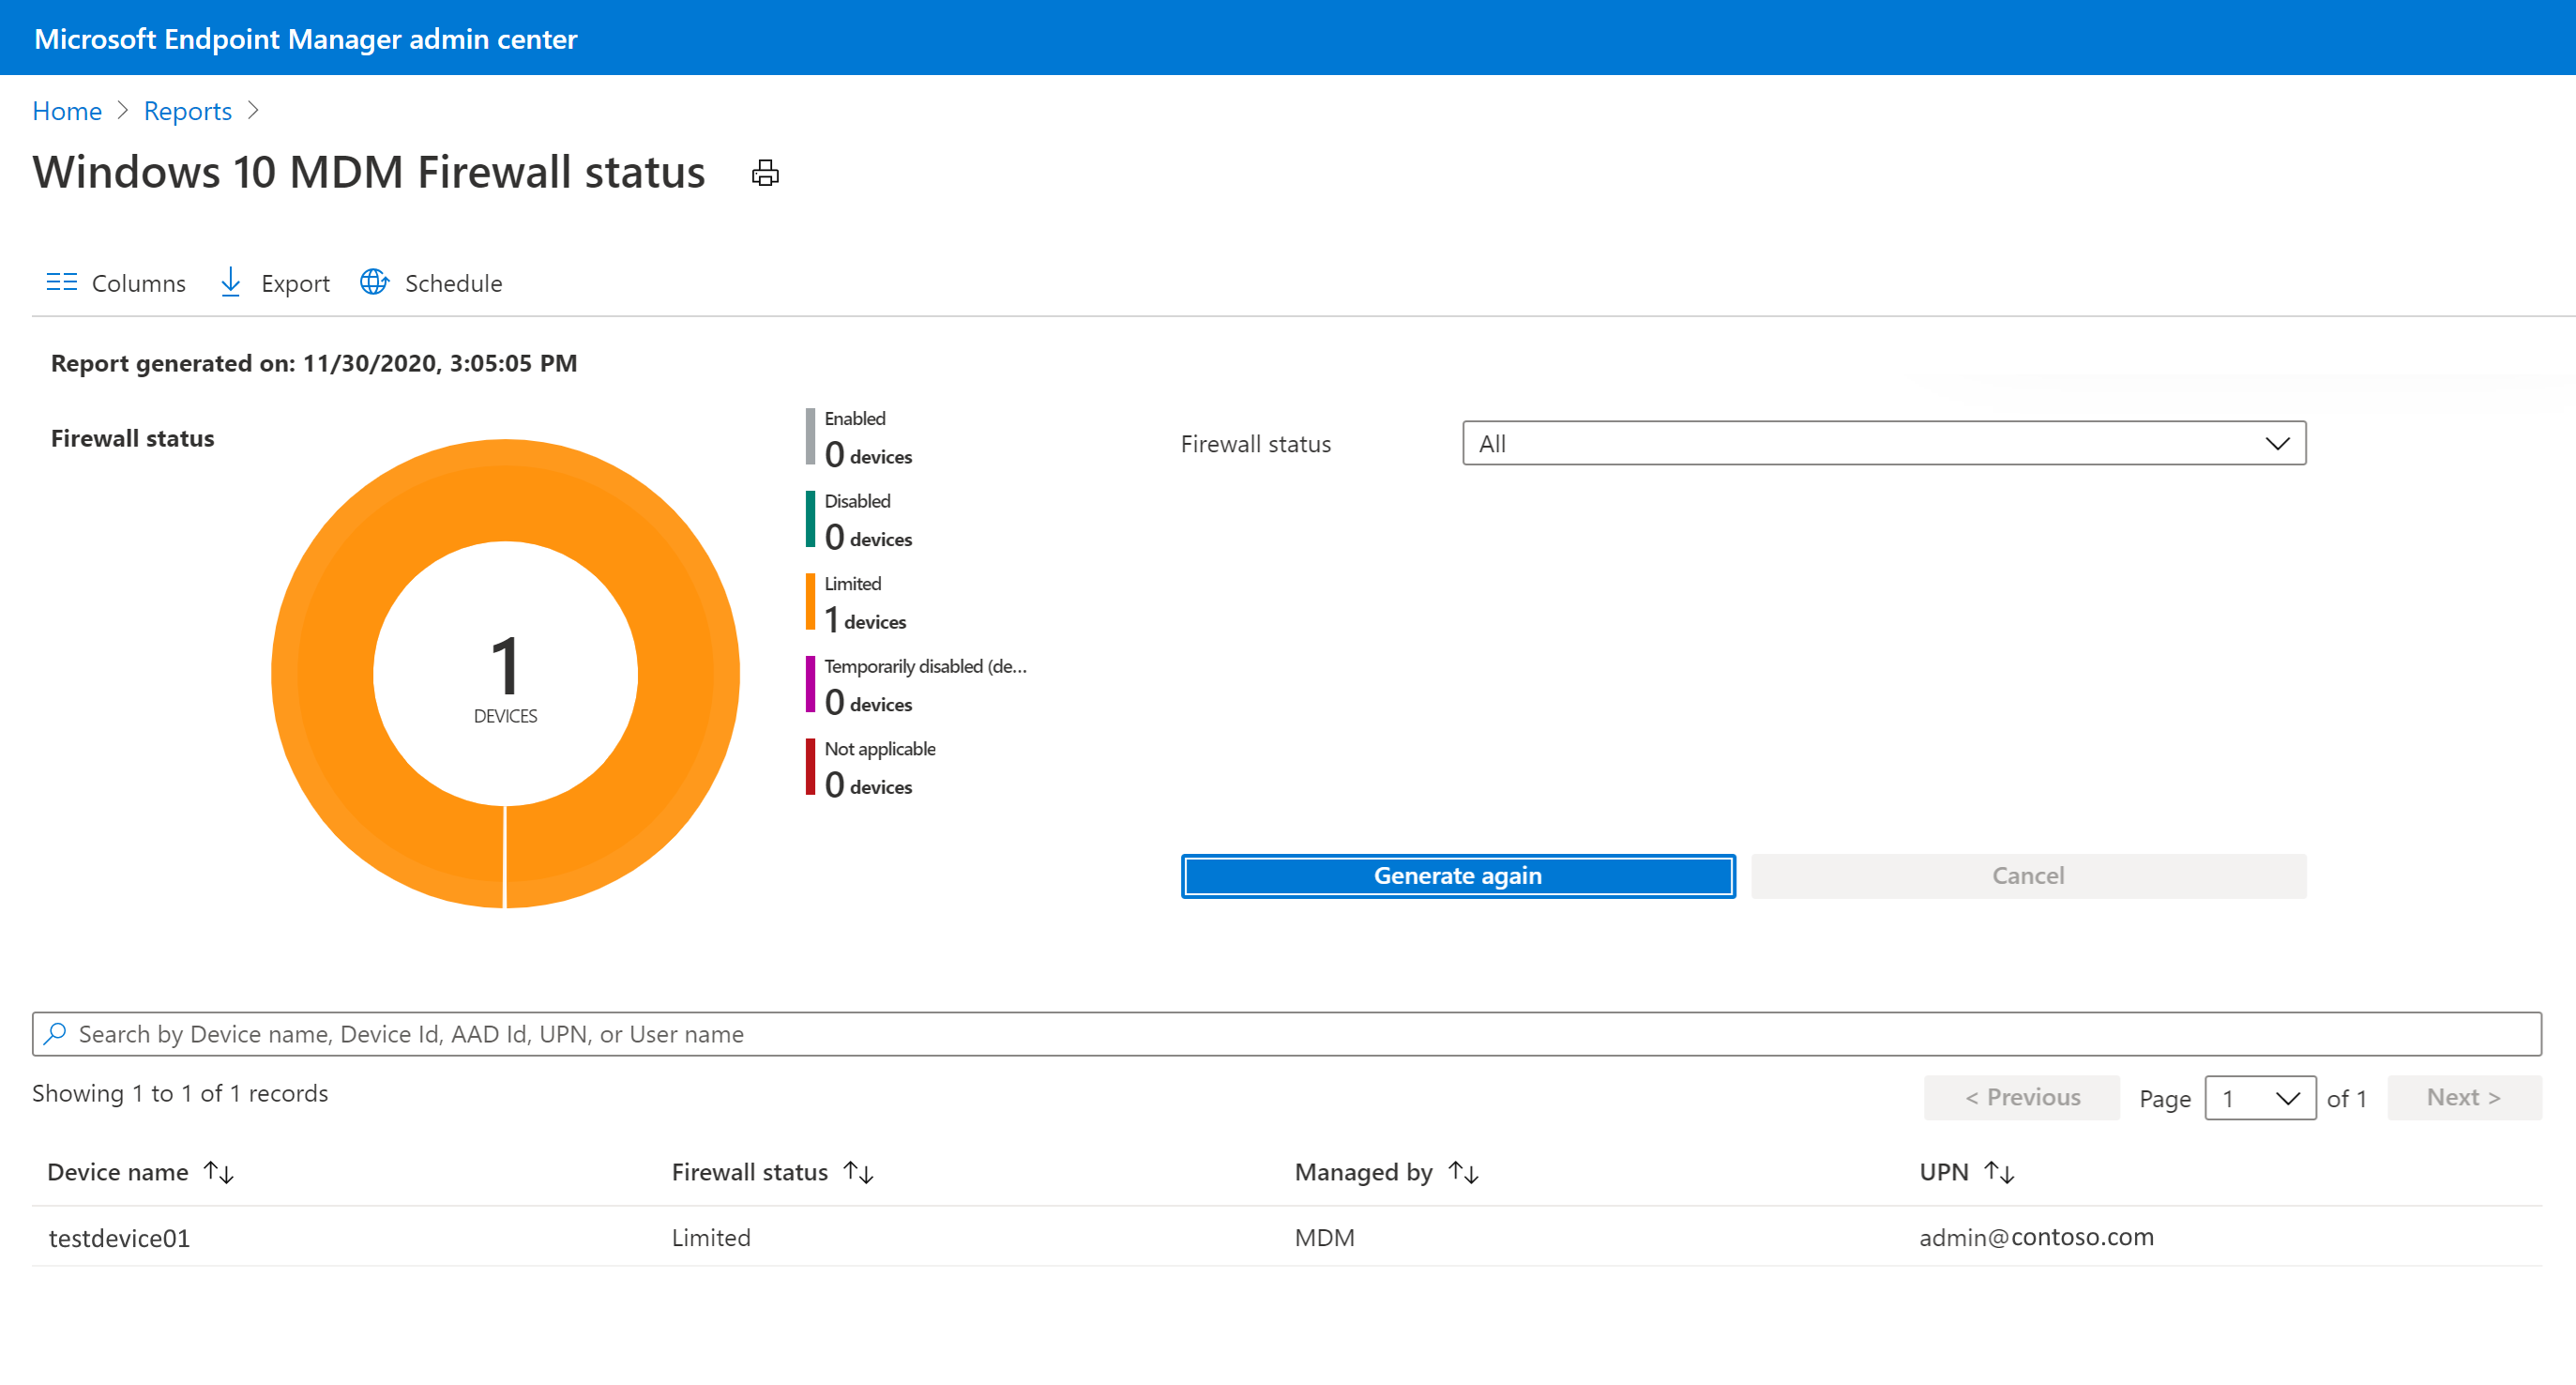 Microsoft Endpoint Manager admin center
Home > Reports >
Windows 10 MDM Firewall status
Columns Export Schedule
Report generated on: 11/30/2020, 3:05:05 PM
Firewall status
1
DEVICES
Enabled
0 devices
Disabled
0 devices
Limited
1 devices
Temporarily disabled (de...
0 devices
Not applicable
0 devices
Firewall status All
Generate again Cancel
Search by Device name, Device Id, AAD Id, UPN, or User name
Showing 1 to 1 of 1 records
< Previous Page 1 of 1 Next >
Device name Firewall status Managed by UPN
testdevice01 Limited MDM admin@contoso.com